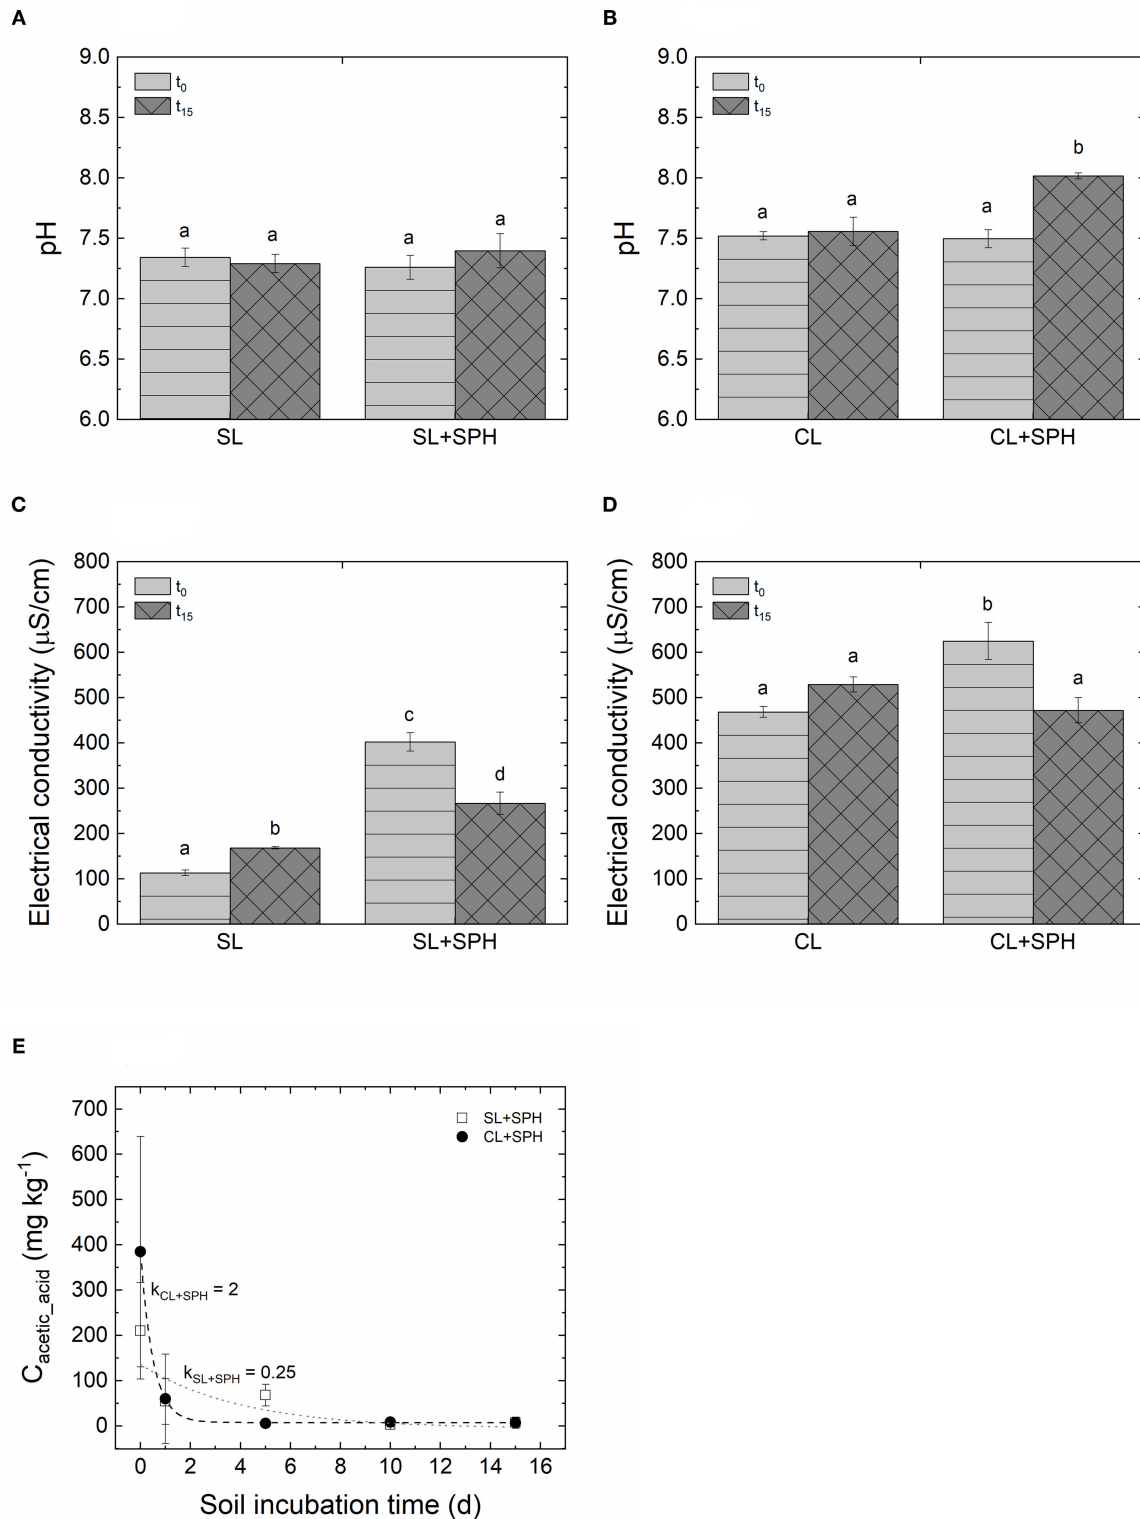 A
B
9.0
8.5
8.0
7.5
7.0
6.5
6.0
pH
t0
t15
a
a
a
a
SL
SL+SPH
9.0
8.5
8.0
7.5
7.0
6.5
6.0
pH
t0
t15
a
a
a
b
CL
CL+SPH
C
D
800
700
600
500
400
300
200
100
0
Electrical conductivity (μS/cm)
t0
t15
a
b
c
d
SL
SL+SPH
800
700
600
500
400
300
200
100
0
Electrical conductivity (μS/cm)
t0
t15
a
a
b
a
CL
CL+SPH
E
700
600
500
400
300
200
100
0
Cacetic_acid (mg kg-1)
SL+SPH
CL+SPH
kCL+SPH = 2
kSL+SPH = 0.25
0 2 4 6 8 10 12 14 16
Soil incubation time (d)